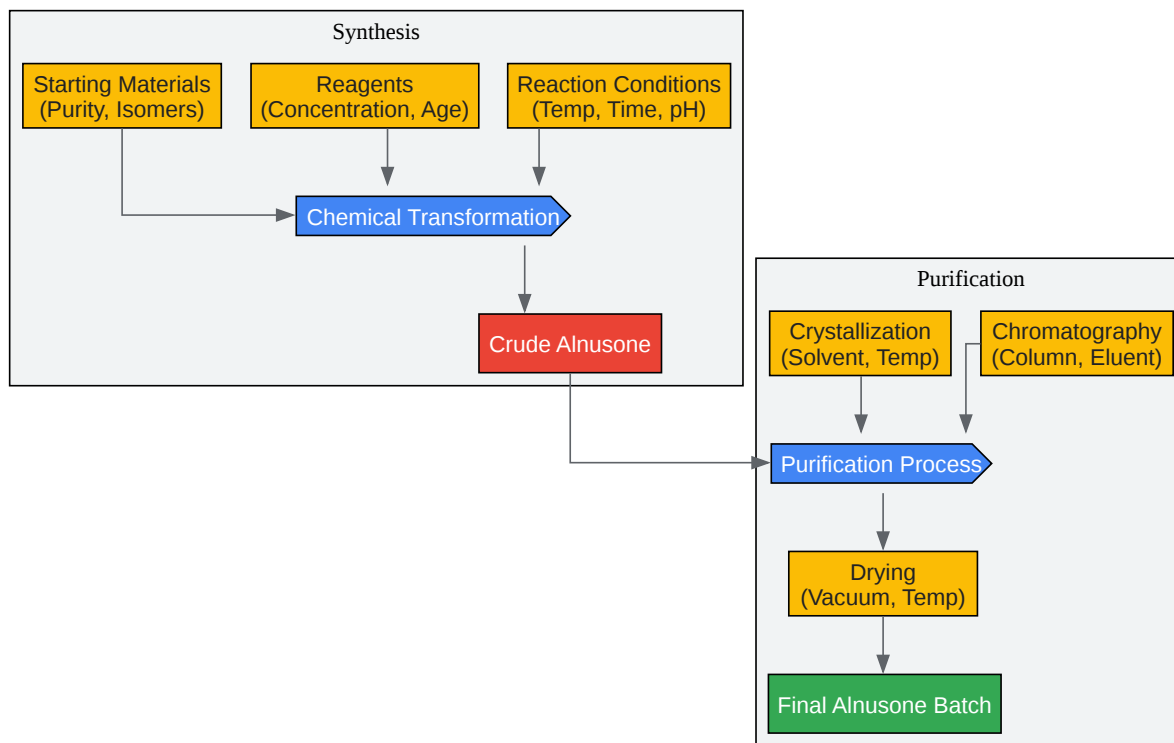 Synthesis
Starting Materials
(Purity, Isomers)
Reagents
(Concentration, Age)
Reaction Conditions
(Temp, Time, pH)
Chemical Transformation
Crude Alnusone
Purification
Crystallization
(Solvent, Temp)
Chromatography
(Column, Eluent)
Purification Process
Drying
(Vacuum, Temp)
Final Alnusone Batch